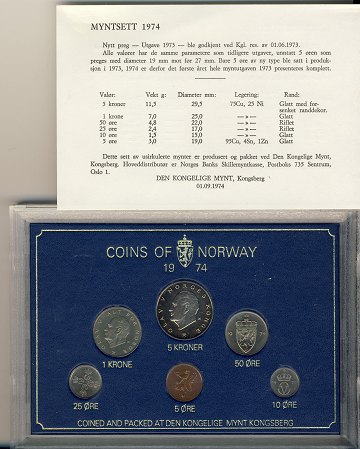 MYNTSETT 1974
Nytt preg — Utgave 1973 — ble godkjent ved Kgl. res. av 01.06.1973.
Alle valører har de samme parametere som tidligere utgaver, unntatt 5 øren som
preges med diameter 19 mm mot før 27 mm. Bare 5 øre av ny type ble satt i produk-
sjon i 1973, 1974 er derfor det første året hele myntutgaven 1973 presenteres komplett.
Valør: Vekt g: Diameter mm: Legering: Rand:
5 kroner 11,5 29,5 75Cu, 25 Ni Glatt med for-
senket randdekor.
1 krone 7,0 25,0 —»— Glatt
50 øre 4,8 22,0 —»— Riflet
25 øre 2,4 17,0 —»— Riflet
10 øre 1,5 15,0 —»— Glatt
5 øre 3,0 19,0 95Cu, 4Sn, 1Zn Glatt
Dette sett av usirkulerte mynter er produsert og pakket ved Den Kongelige Mynt,
Kongsberg. Hoveddistributør er Norges Banks Skillemyntkasse, Postboks 735 Sentrum,
Oslo 1.
DEN KONGELIGE MYNT, Kongsberg
01.09.1974
COINS OF NORWAY
19 74
OLAV V NORGES KONGE
5 KRONER
1 KRONE
50 ØRE
25 ØRE
5 ØRE
10 ØRE
COINED AND PACKED AT DEN KONGELIGE MYNT KONGSBERG